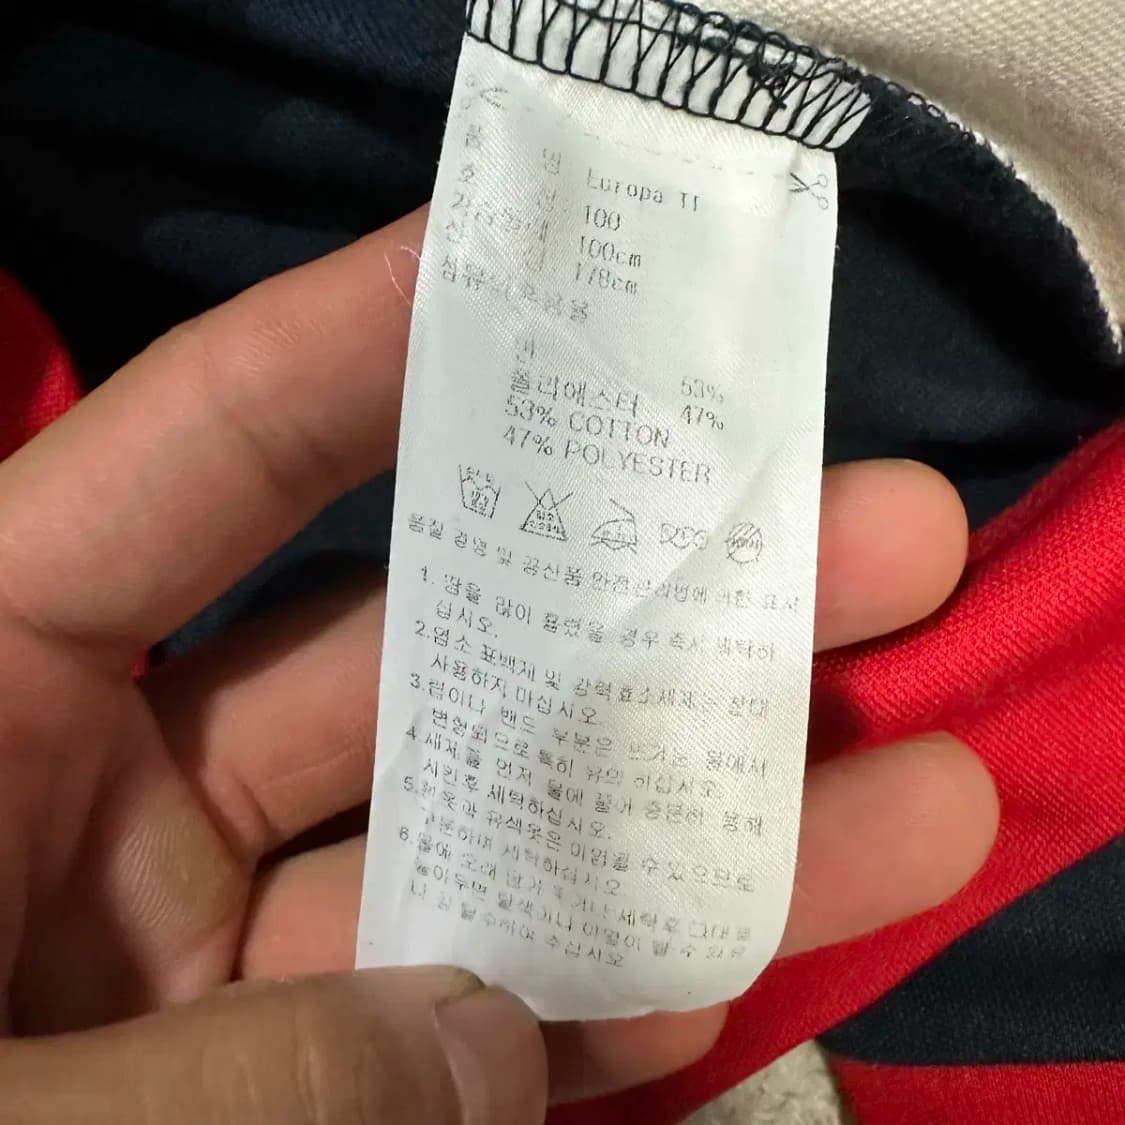 품 명 Europa TT
호 칭 100
가슴둘레 100cm
신 장 178cm
섬유의조성용
면 53%
폴리에스터 47%
53% COTTON
47% POLYESTER
품질 경영 및 공산품 안전관리법에 의한 표시
1. 땀을 많이 흘렸을 경우 즉시 세탁하
십시오.
2.염소 표백제 및 강력효소세제는 절대
사용하지 마십시오.
3.립이나 밴드 부분은 뜨거운 물에서
변형되므로 특히 유의 하십시오.
4.세제를 먼저 물에 풀어 충분히 용해
시킨후 세탁하십시오.
5.흰옷과 유색옷은 이염될 수 있으므로
구분하여 세탁하십시오.
6.물에 오래 담가 두거나 세탁후 그대로
놓아두면 탈색이나 이염이 될 수 있으
니 탈수하여 주십시오